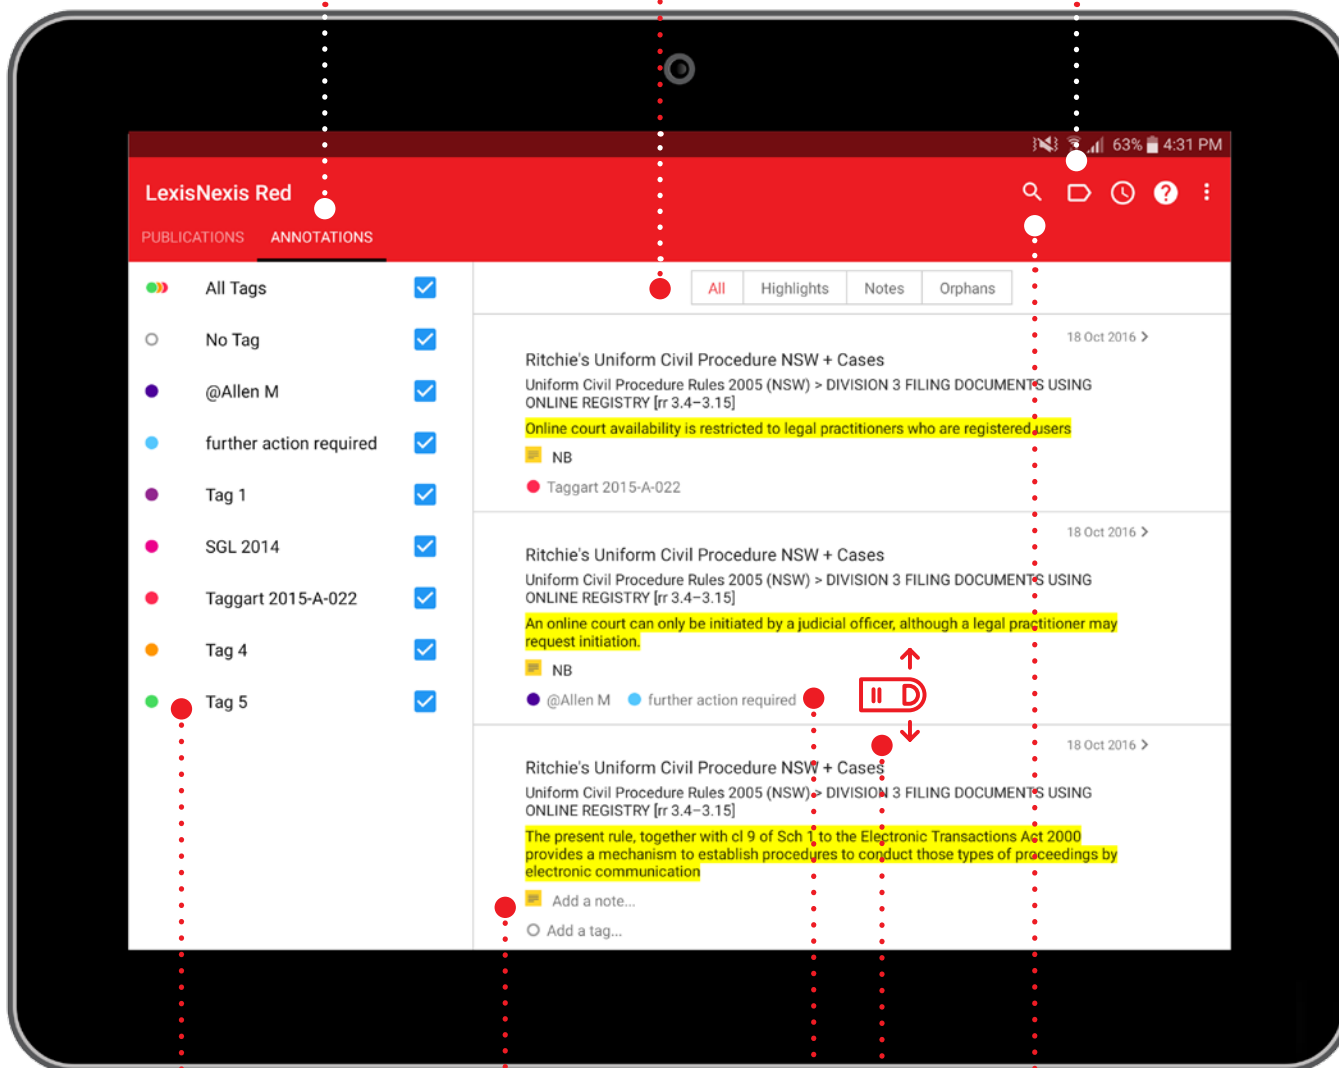 63% 4:31 PM
LexisNexis Red
PUBLICATIONS ANNOTATIONS
All Tags
No Tag
@Allen M
further action required
Tag 1
SGL 2014
Taggart 2015-A-022
Tag 4
Tag 5
All Highlights Notes Orphans
18 Oct 2016
Ritchie's Uniform Civil Procedure NSW + Cases
Uniform Civil Procedure Rules 2005 (NSW) > DIVISION 3 FILING DOCUMENTS USING
ONLINE REGISTRY [rr 3.4–3.15]
Online court availability is restricted to legal practitioners who are registered users
NB
Taggart 2015-A-022
18 Oct 2016
Ritchie's Uniform Civil Procedure NSW + Cases
Uniform Civil Procedure Rules 2005 (NSW) > DIVISION 3 FILING DOCUMENTS USING
ONLINE REGISTRY [rr 3.4–3.15]
An online court can only be initiated by a judicial officer, although a legal practitioner may
request initiation.
NB
@Allen M further action required
18 Oct 2016
Ritchie's Uniform Civil Procedure NSW + Cases
Uniform Civil Procedure Rules 2005 (NSW) > DIVISION 3 FILING DOCUMENTS USING
ONLINE REGISTRY [rr 3.4–3.15]
The present rule, together with cl 9 of Sch 1 to the Electronic Transactions Act 2000
provides a mechanism to establish procedures to conduct those types of proceedings by
electronic communication
Add a note...
Add a tag...